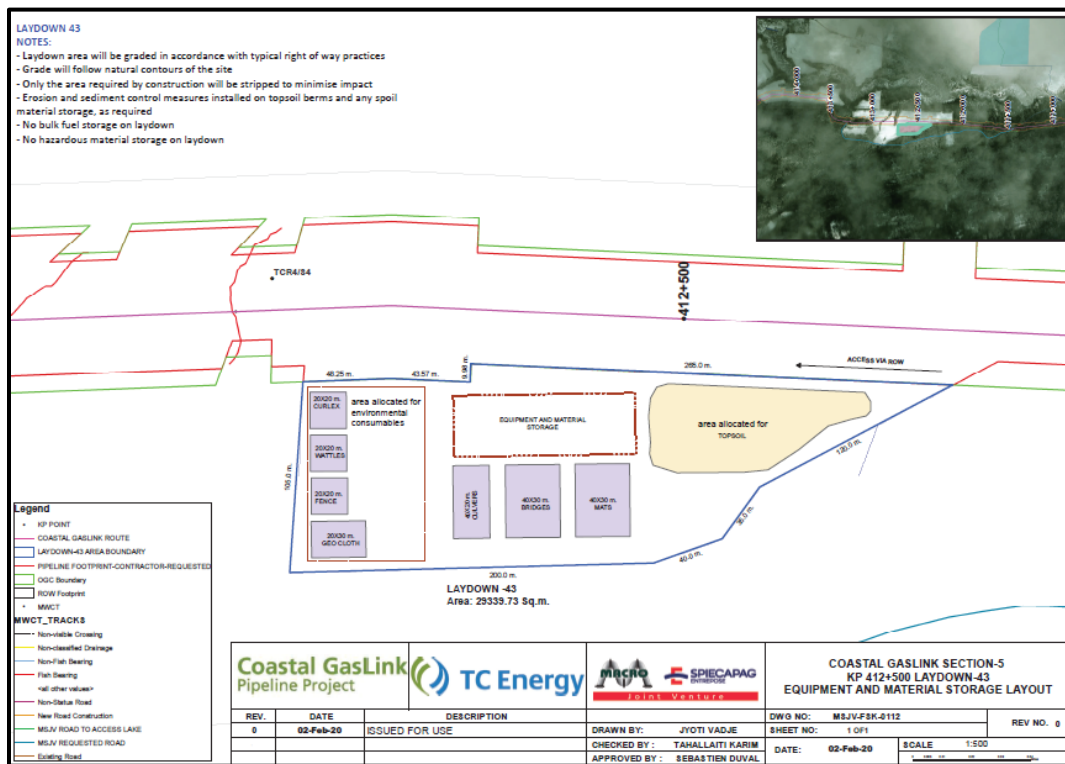 LAYDOWN 43
NOTES:
- Laydown area will be graded in accordance with typical right of way practices
- Grade will follow natural contours of the site
- Only the area required by construction will be stripped to minimise impact
- Erosion and sediment control measures installed on topsoil berms and any spoil
material storage, as required
- No bulk fuel storage on laydown
- No hazardous material storage on laydown
TCR4/84
412+500
ACCESS VIA ROW
48.25 m.
43.57 m.
9.98 m.
265.0 m.
20X20 m.
CURLEX
area allocated for
environmental
consumables
20X20 m.
WATTLES
20X20 m.
FENCE
20X30 m.
GEO CLOTH
EQUIPMENT AND MATERIAL
STORAGE
area allocated for
TOPSOIL
40X20 m.
CULVERS
40X30 m.
BRIDGES
40X30 m.
MATS
105.0 m.
120.0 m.
40.0 m.
200.0 m.
LAYDOWN -43
Area: 29339.73 Sq.m.
Legend
KP POINT
COASTAL GASLINK ROUTE
LAYDOWN-43 AREA BOUNDARY
PIPELINE FOOTPRINT-CONTRACTOR-REQUESTED
OGC Boundary
ROW Footprint
MWCT
MWCT_TRACKS
Non-visible Crossing
Non-classified Drainage
Non-Fish Bearing
Fish Bearing
<all other values>
Non-Status Road
New Road Construction
MSJV ROAD TO ACCESS LAKE
MSJV REQUESTED ROAD
Existing Road
Coastal GasLink
Pipeline Project
TC Energy
MACRO
SPIECAPAG
ENTREPOSE
Joint Venture
COASTAL GASLINK SECTION-5
KP 412+500 LAYDOWN-43
EQUIPMENT AND MATERIAL STORAGE LAYOUT
REV. DATE DESCRIPTION
0 02-Feb-20 ISSUED FOR USE
DRAWN BY: JYOTI VADJE
CHECKED BY : TAHALLAITI KARIM
APPROVED BY : SEBASTIEN DUVAL
DWG NO: MSJV-FSK-0112
SHEET NO: 1 OF1
REV NO. 0
DATE: 02-Feb-20
SCALE 1:500